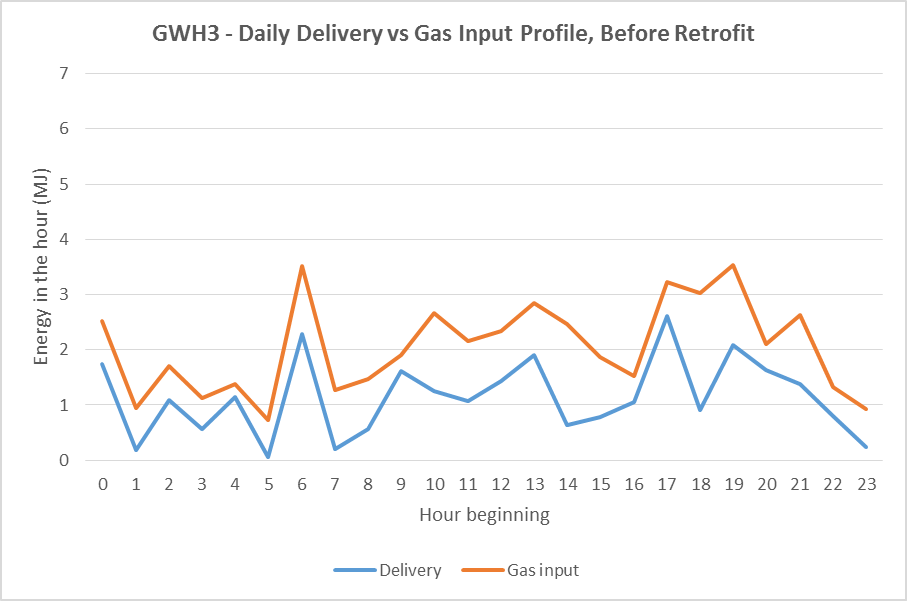 GWH3 - Daily Delivery vs Gas Input Profile, Before Retrofit
7
6
5
4
3
2
1
0
Energy in the hour (MJ)
0 1 2 3 4 5 6 7 8 9 10 11 12 13 14 15 16 17 18 19 20 21 22 23
Hour beginning
Delivery Gas input